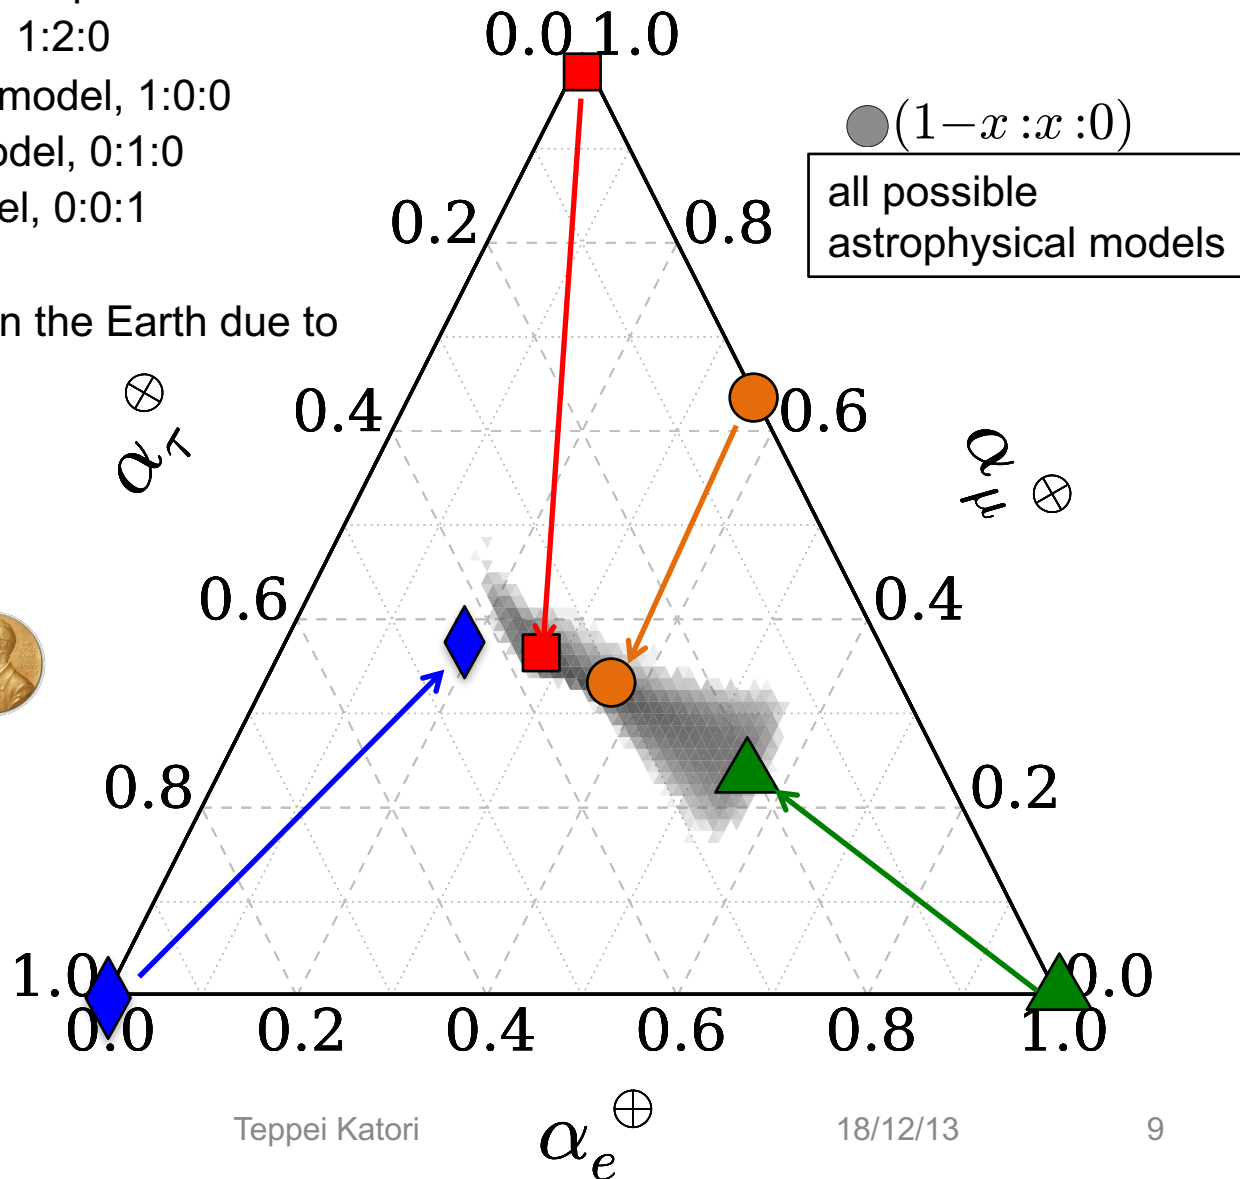 1:2:0
model, 1:0:0
odel, 0:1:0
el, 0:0:1
n the Earth due to
(1−x:x:0)
all possible
astrophysical models
0.0 1.0
0.2 0.8
0.4 0.6
0.6 0.4
0.8 0.2
1.0 0.0
0.0 0.2 0.4 0.6 0.8 1.0
α_τ^⊕
α_μ^⊕
α_e^⊕
Teppei Katori 18/12/13 9